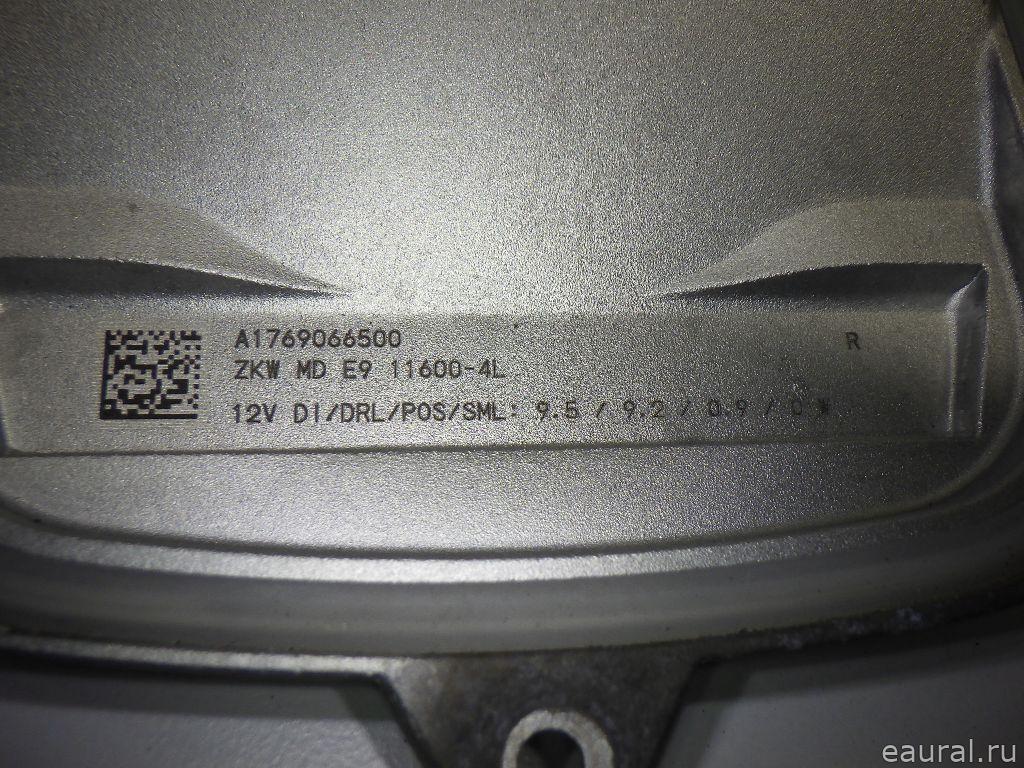 A1769066500
R
ZKW MD E9 11600-4L
12V DI/DRL/POS/SML: 9.5 / 9.2 / 0.9 / 0 W
eaural.ru